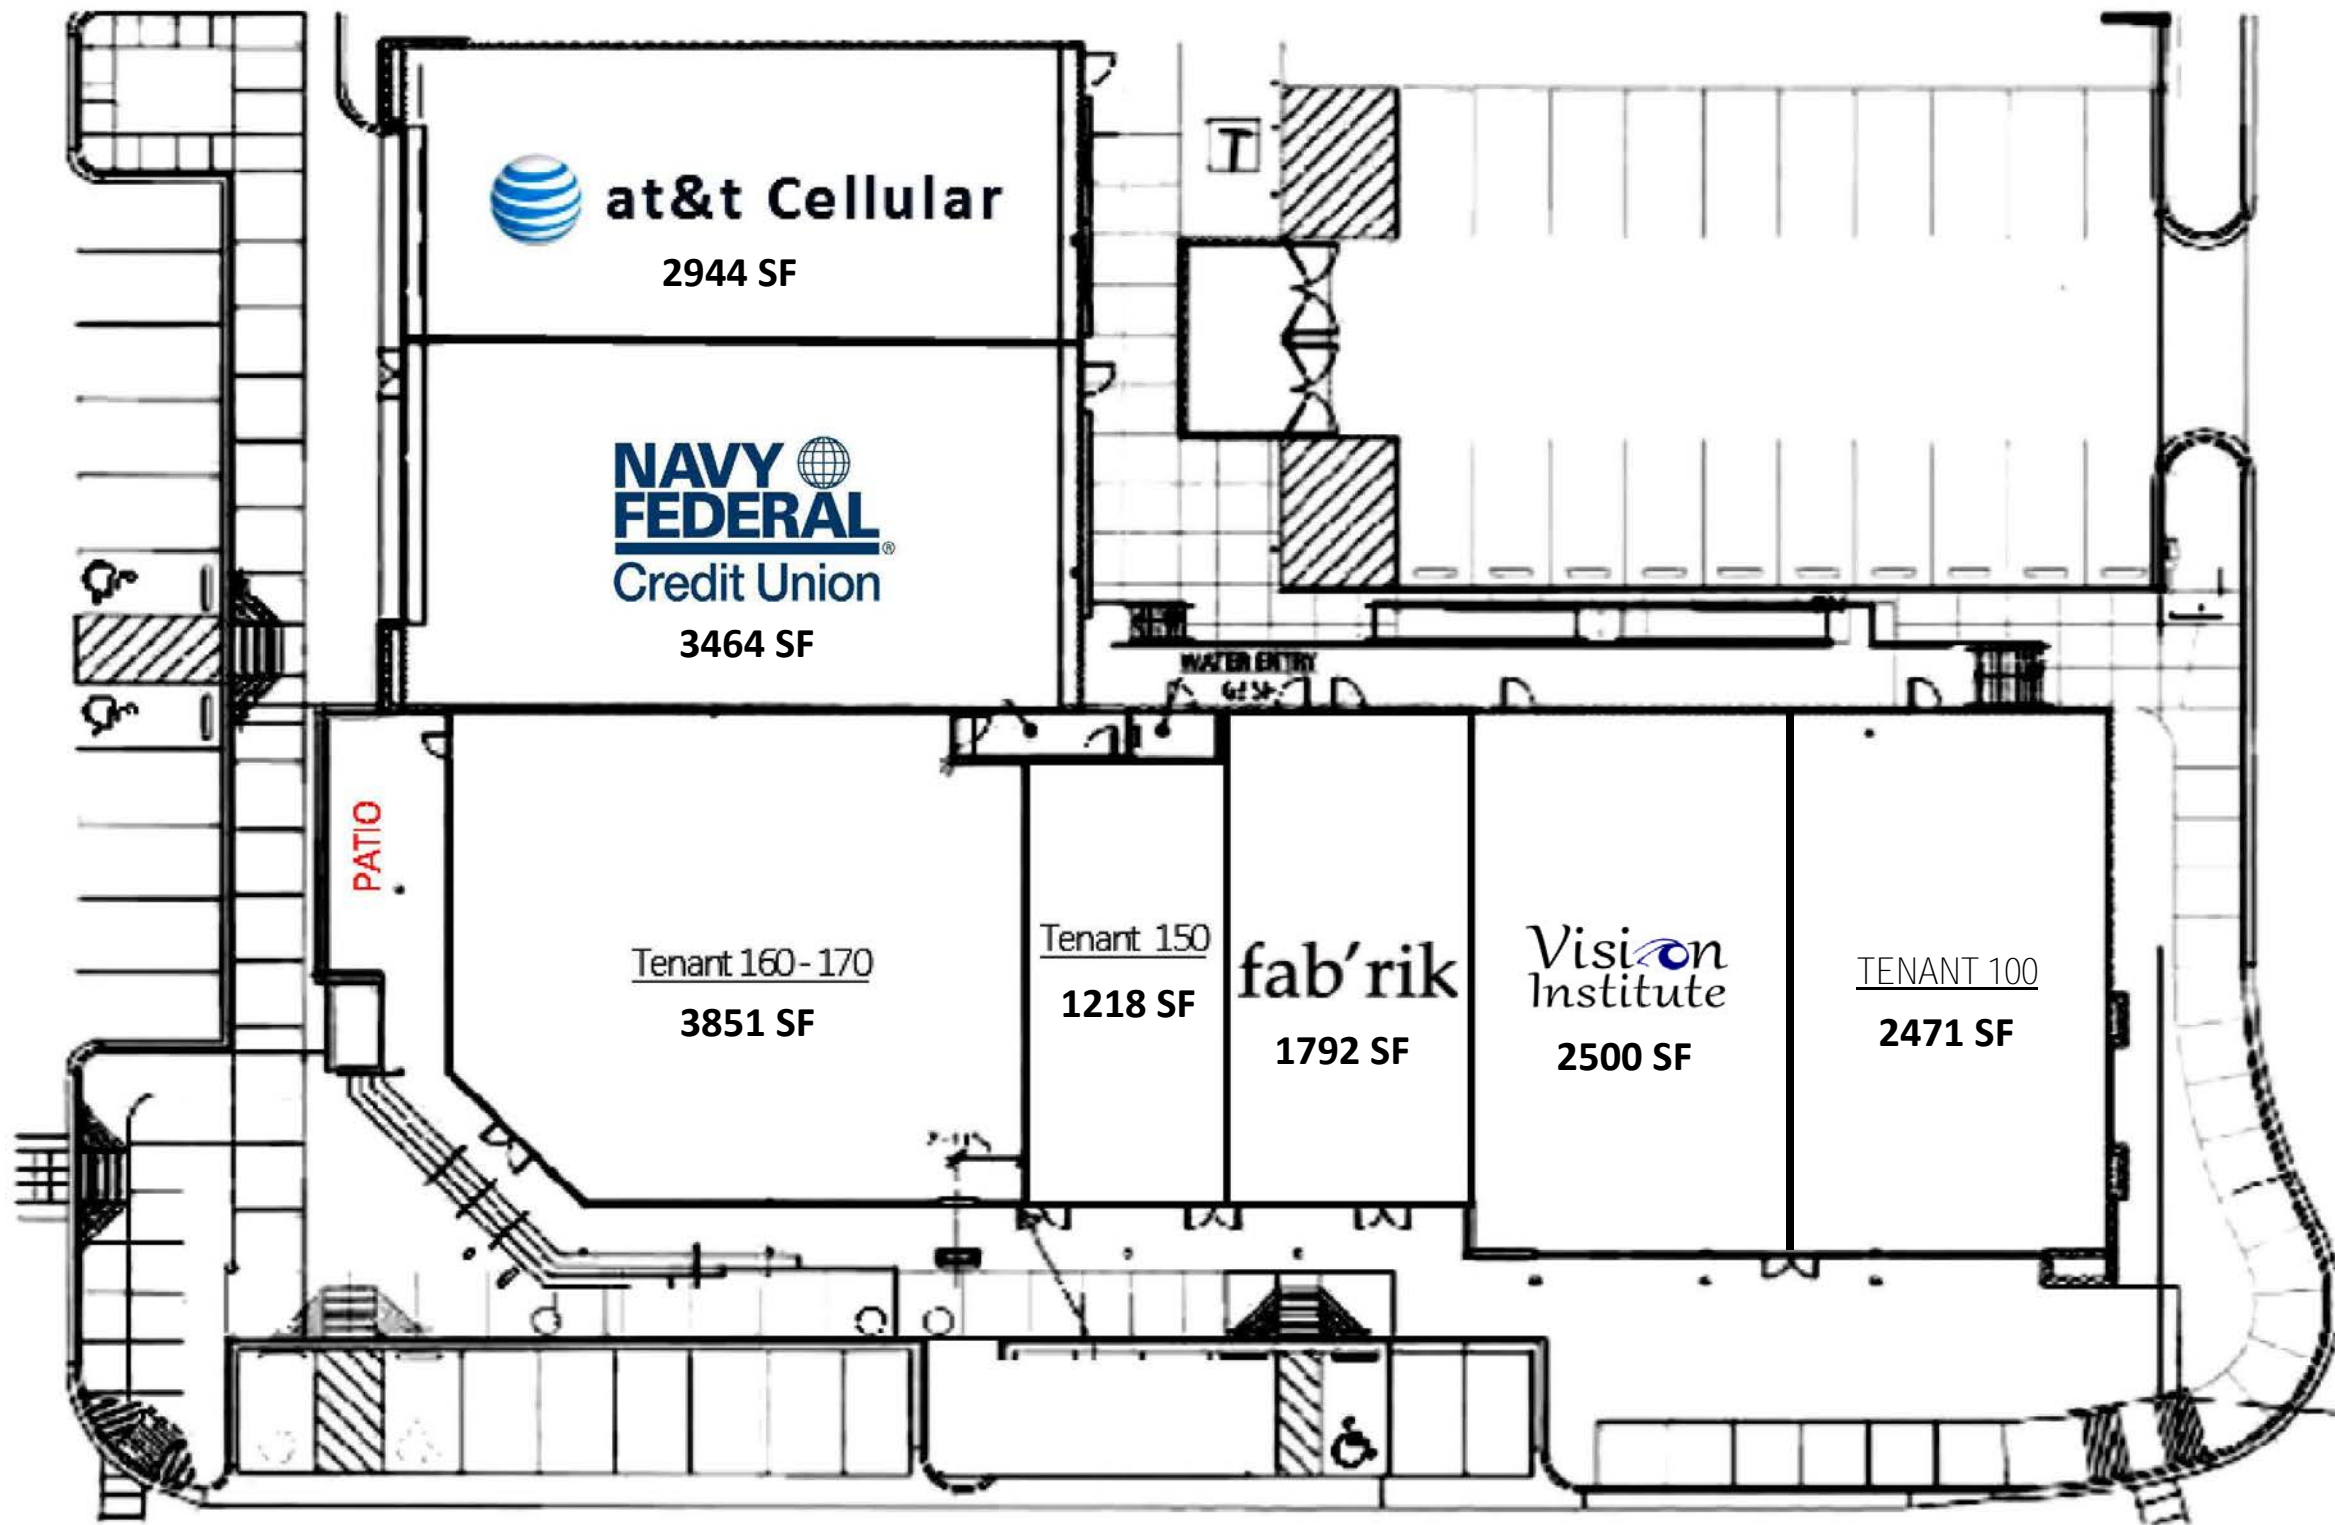 at&t Cellular
2944 SF
NAVY
FEDERAL
®
Credit Union
3464 SF
WATER ENTRY
PATIO
Tenant 160-170
3851 SF
Tenant 150
1218 SF
fab'rik
1792 SF
Vision
Institute
2500 SF
TENANT 100
2471 SF
T